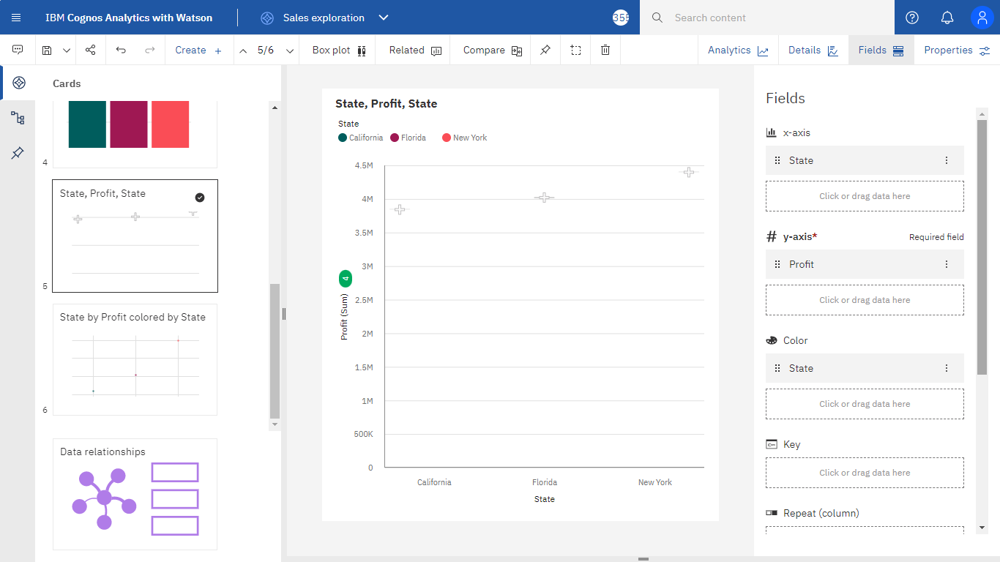 IBM Cognos Analytics with Watson
Sales exploration
355
Search content
Create
5/6
Box plot
Related
Compare
Analytics
Details
Fields
Properties
Cards
4
State, Profit, State
5
State by Profit colored by State
6
Data relationships
State, Profit, State
State
California
Florida
New York
4.5M
4M
3.5M
3M
2.5M
2M
1.5M
1M
500K
0
4
Profit (Sum)
California
Florida
New York
State
Fields
x-axis
State
Click or drag data here
y-axis*
Required field
Profit
Click or drag data here
Color
State
Click or drag data here
Key
Click or drag data here
Repeat (column)